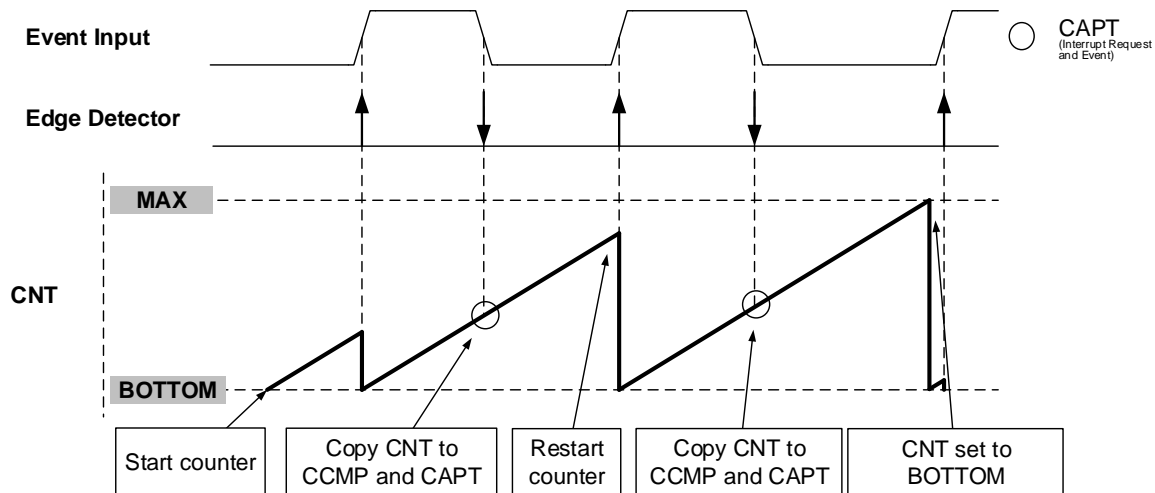 Event Input
CAPT
(Interrupt Request
and Event)
Edge Detector
MAX
CNT
BOTTOM
Start counter
Copy CNT to
CCMP and CAPT
Restart
counter
Copy CNT to
CCMP and CAPT
CNT set to
BOTTOM